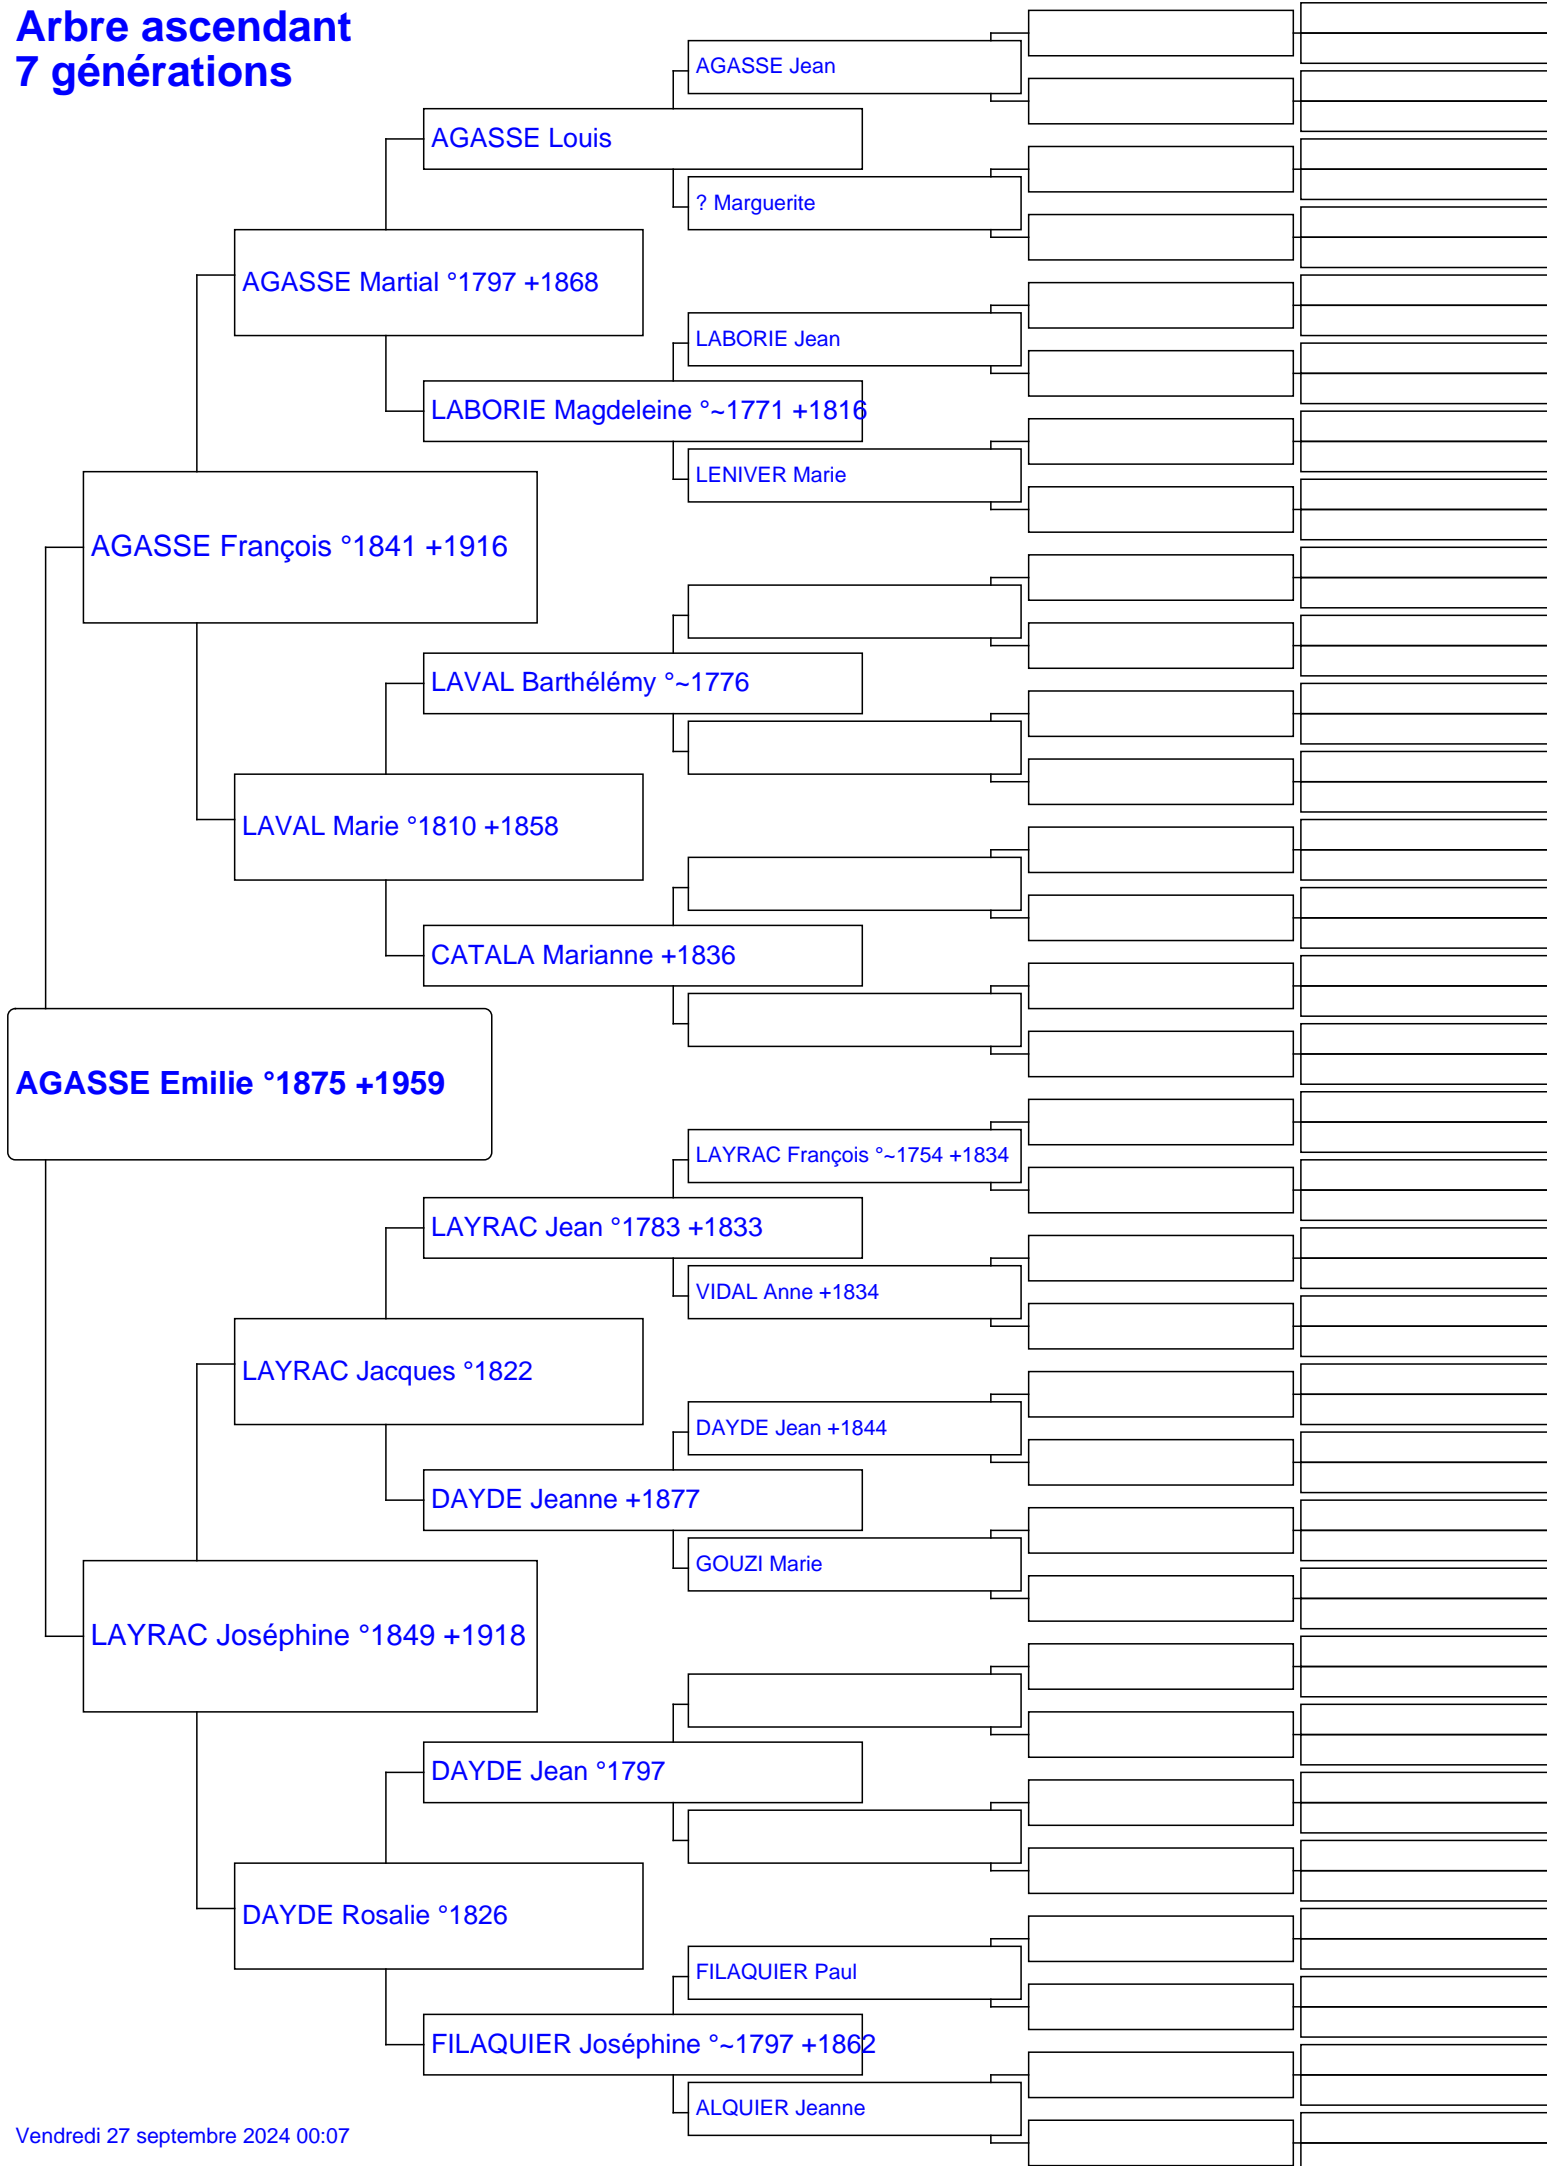 Arbre ascendant
7 générations
AGASSE Jean
AGASSE Louis
? Marguerite
AGASSE Martial °1797 +1868
LABORIE Jean
LABORIE Magdeleine °~1771 +1816
LENIVER Marie
AGASSE François °1841 +1916
LAVAL Barthélémy °~1776
LAVAL Marie °1810 +1858
CATALA Marianne +1836
AGASSE Emilie °1875 +1959
LAYRAC François °~1754 +1834
LAYRAC Jean °1783 +1833
VIDAL Anne +1834
LAYRAC Jacques °1822
DAYDE Jean +1844
DAYDE Jeanne +1877
GOUZI Marie
LAYRAC Joséphine °1849 +1918
DAYDE Jean °1797
DAYDE Rosalie °1826
FILAQUIER Paul
FILAQUIER Joséphine °~1797 +1862
ALQUIER Jeanne
Vendredi 27 septembre 2024 00:07